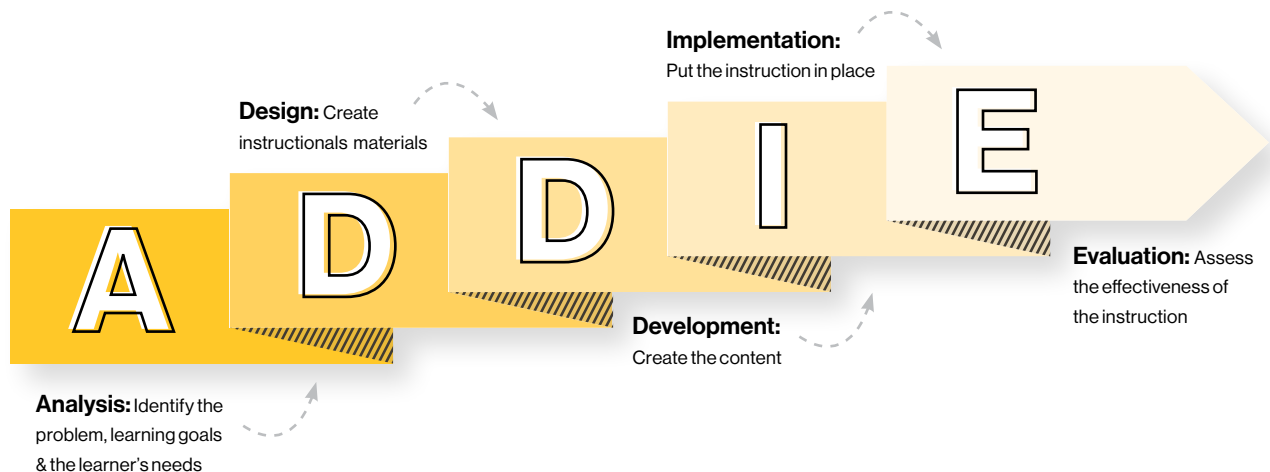 A
Analysis: Identify the
problem, learning goals
& the learner's needs
D
Design: Create
instructionals materials
D
Development:
Create the content
I
Implementation:
Put the instruction in place
E
Evaluation: Assess
the effectiveness of
the instruction